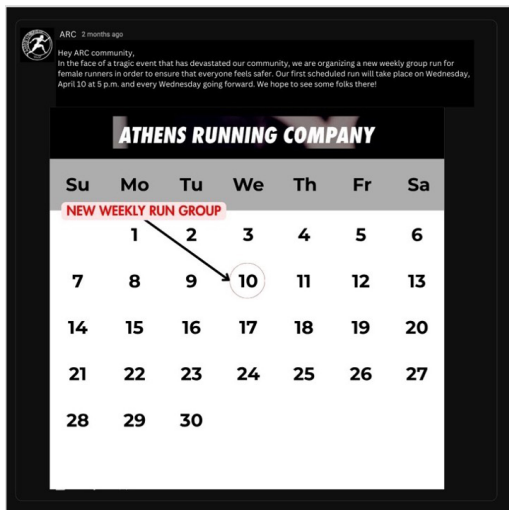 ARC 2 months ago
Hey ARC community,
In the face of a tragic event that has devastated our community, we are organizing a new weekly group run for
female runners in order to ensure that everyone feels safer. Our first scheduled run will take place on Wednesday,
April 10 at 5 p.m. and every Wednesday going forward. We hope to see some folks there!
ATHENS RUNNING COMPANY
Su Mo Tu We Th Fr Sa
NEW WEEKLY RUN GROUP
1 2 3 4 5 6
7 8 9 10 11 12 13
14 15 16 17 18 19 20
21 22 23 24 25 26 27
28 29 30